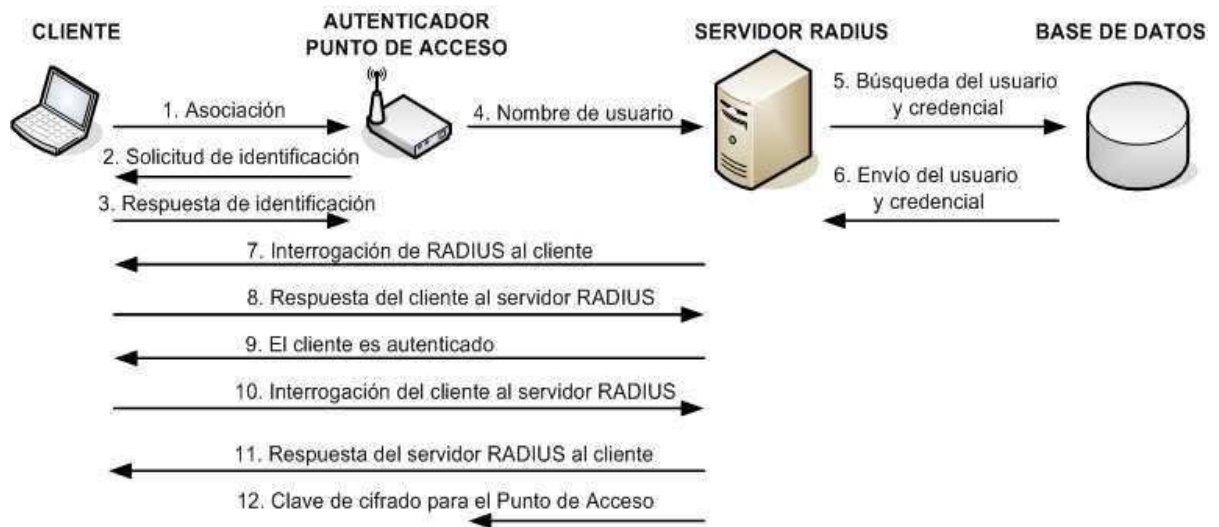 CLIENTE
AUTENTICADOR
PUNTO DE ACCESO
SERVIDOR RADIUS
BASE DE DATOS
1. Asociación
2. Solicitud de identificación
3. Respuesta de identificación
4. Nombre de usuario
5. Búsqueda del usuario
y credencial
6. Envío del usuario
y credencial
7. Interrogación de RADIUS al cliente
8. Respuesta del cliente al servidor RADIUS
9. El cliente es autenticado
10. Interrogación del cliente al servidor RADIUS
11. Respuesta del servidor RADIUS al cliente
12. Clave de cifrado para el Punto de Acceso